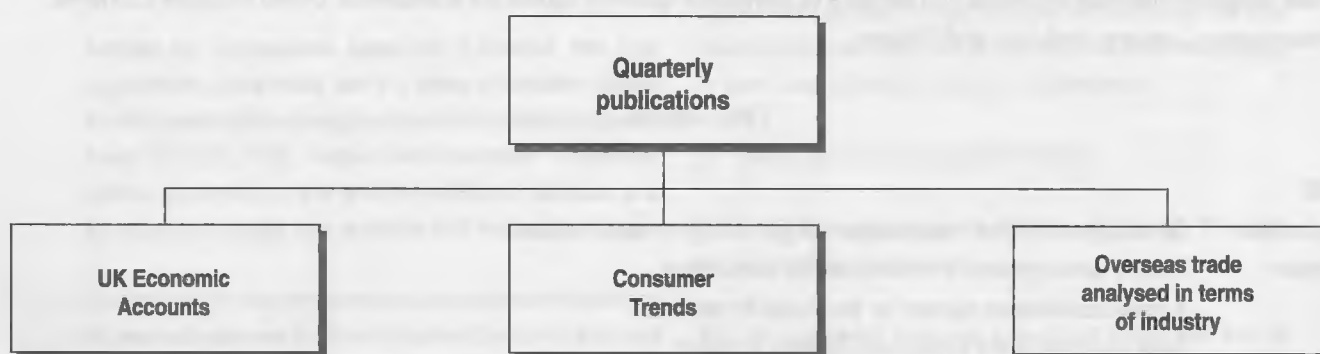 Quarterly
publications
UK Economic
Accounts
Consumer
Trends
Overseas trade
analysed in terms
of industry